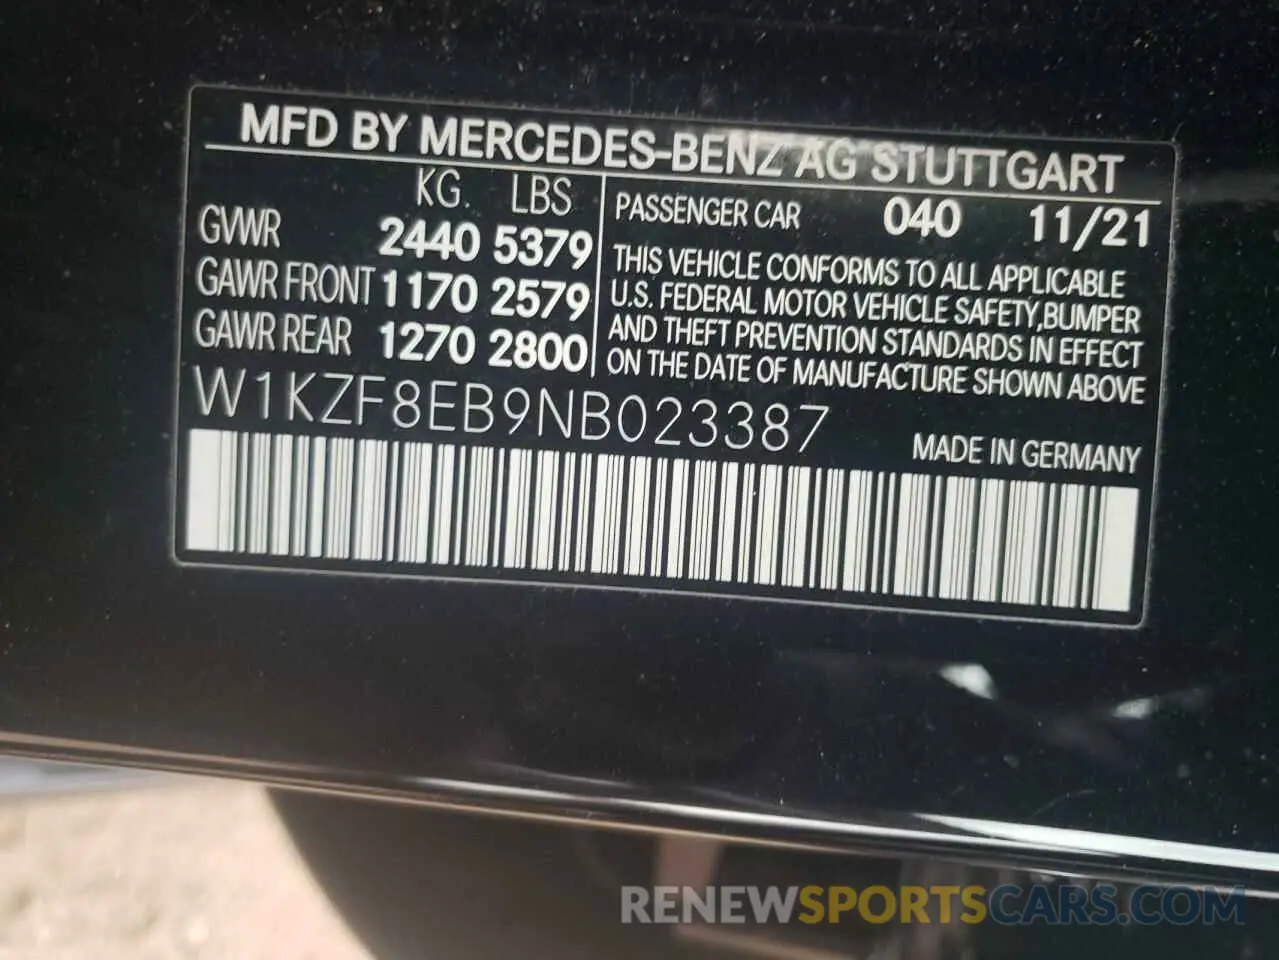 MFD BY MERCEDES-BENZ AG STUTTGART
KG. LBS
GVWR 2440 5379
GAWR FRONT 1170 2579
GAWR REAR 1270 2800
PASSENGER CAR 040 11/21
THIS VEHICLE CONFORMS TO ALL APPLICABLE
U.S. FEDERAL MOTOR VEHICLE SAFETY, BUMPER
AND THEFT PREVENTION STANDARDS IN EFFECT
ON THE DATE OF MANUFACTURE SHOWN ABOVE
W1KZF8EB9NB023387
MADE IN GERMANY
RENEWSPORTSCARS.COM